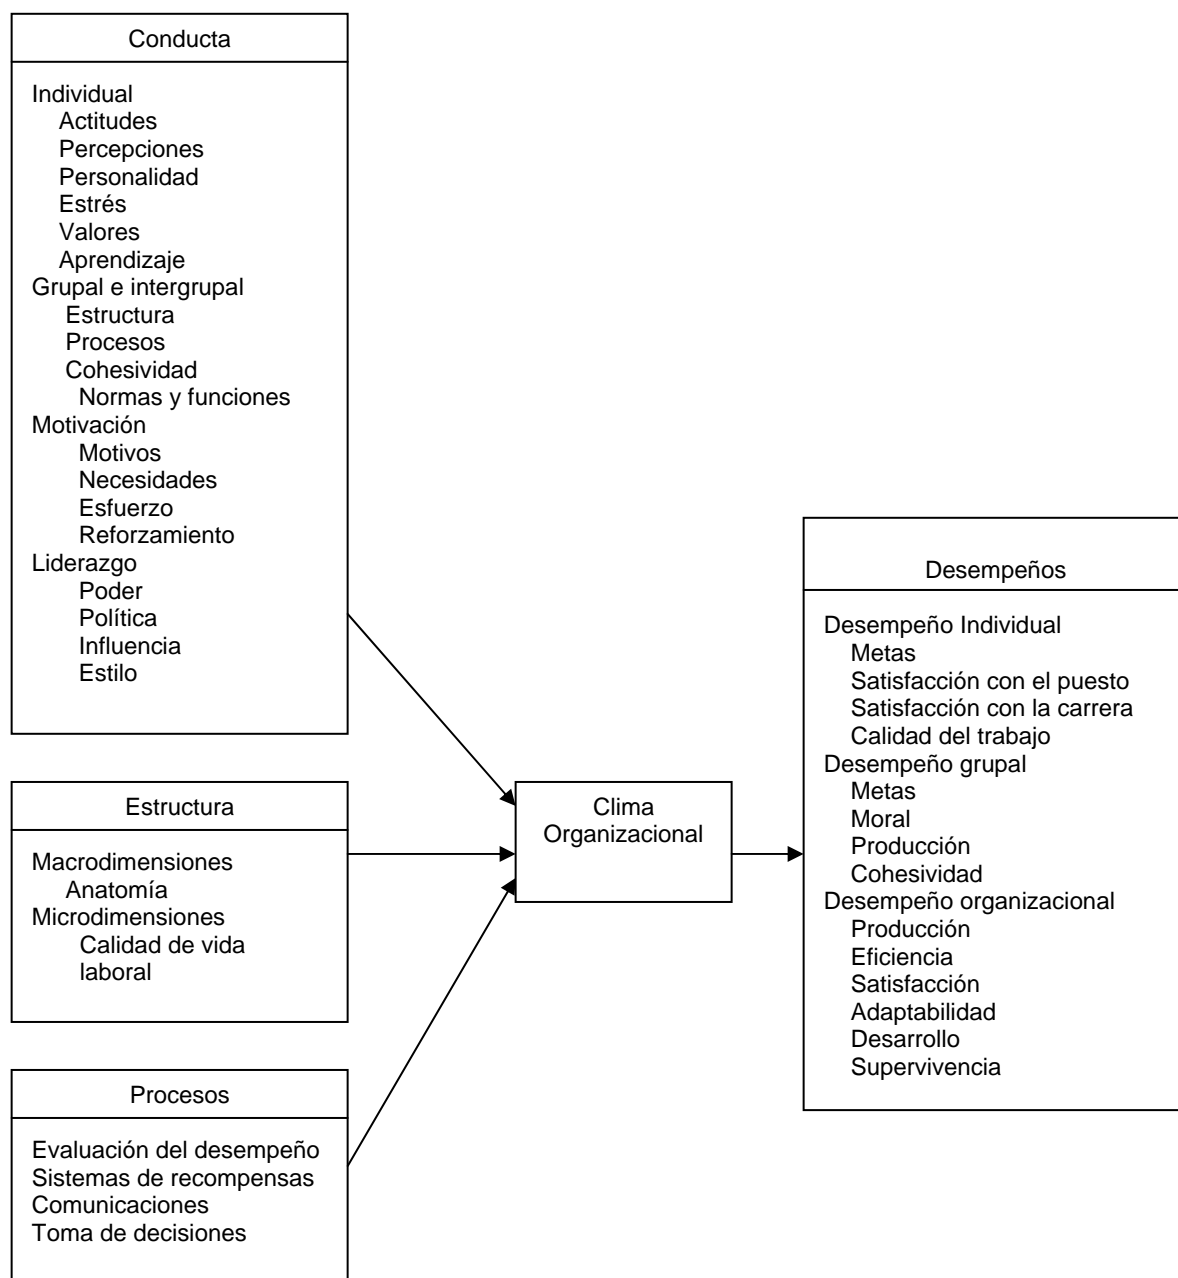 Conducta
Individual
Actitudes
Percepciones
Personalidad
Estrés
Valores
Aprendizaje
Grupal e intergrupal
Estructura
Procesos
Cohesividad
Normas y funciones
Motivación
Motivos
Necesidades
Esfuerzo
Reforzamiento
Liderazgo
Poder
Política
Influencia
Estilo
Estructura
Macrodimensiones
Anatomía
Microdimensiones
Calidad de vida
laboral
Procesos
Evaluación del desempeño
Sistemas de recompensas
Comunicaciones
Toma de decisiones
Clima
Organizacional
Desempeños
Desempeño Individual
Metas
Satisfacción con el puesto
Satisfacción con la carrera
Calidad del trabajo
Desempeño grupal
Metas
Moral
Producción
Cohesividad
Desempeño organizacional
Producción
Eficiencia
Satisfacción
Adaptabilidad
Desarrollo
Supervivencia